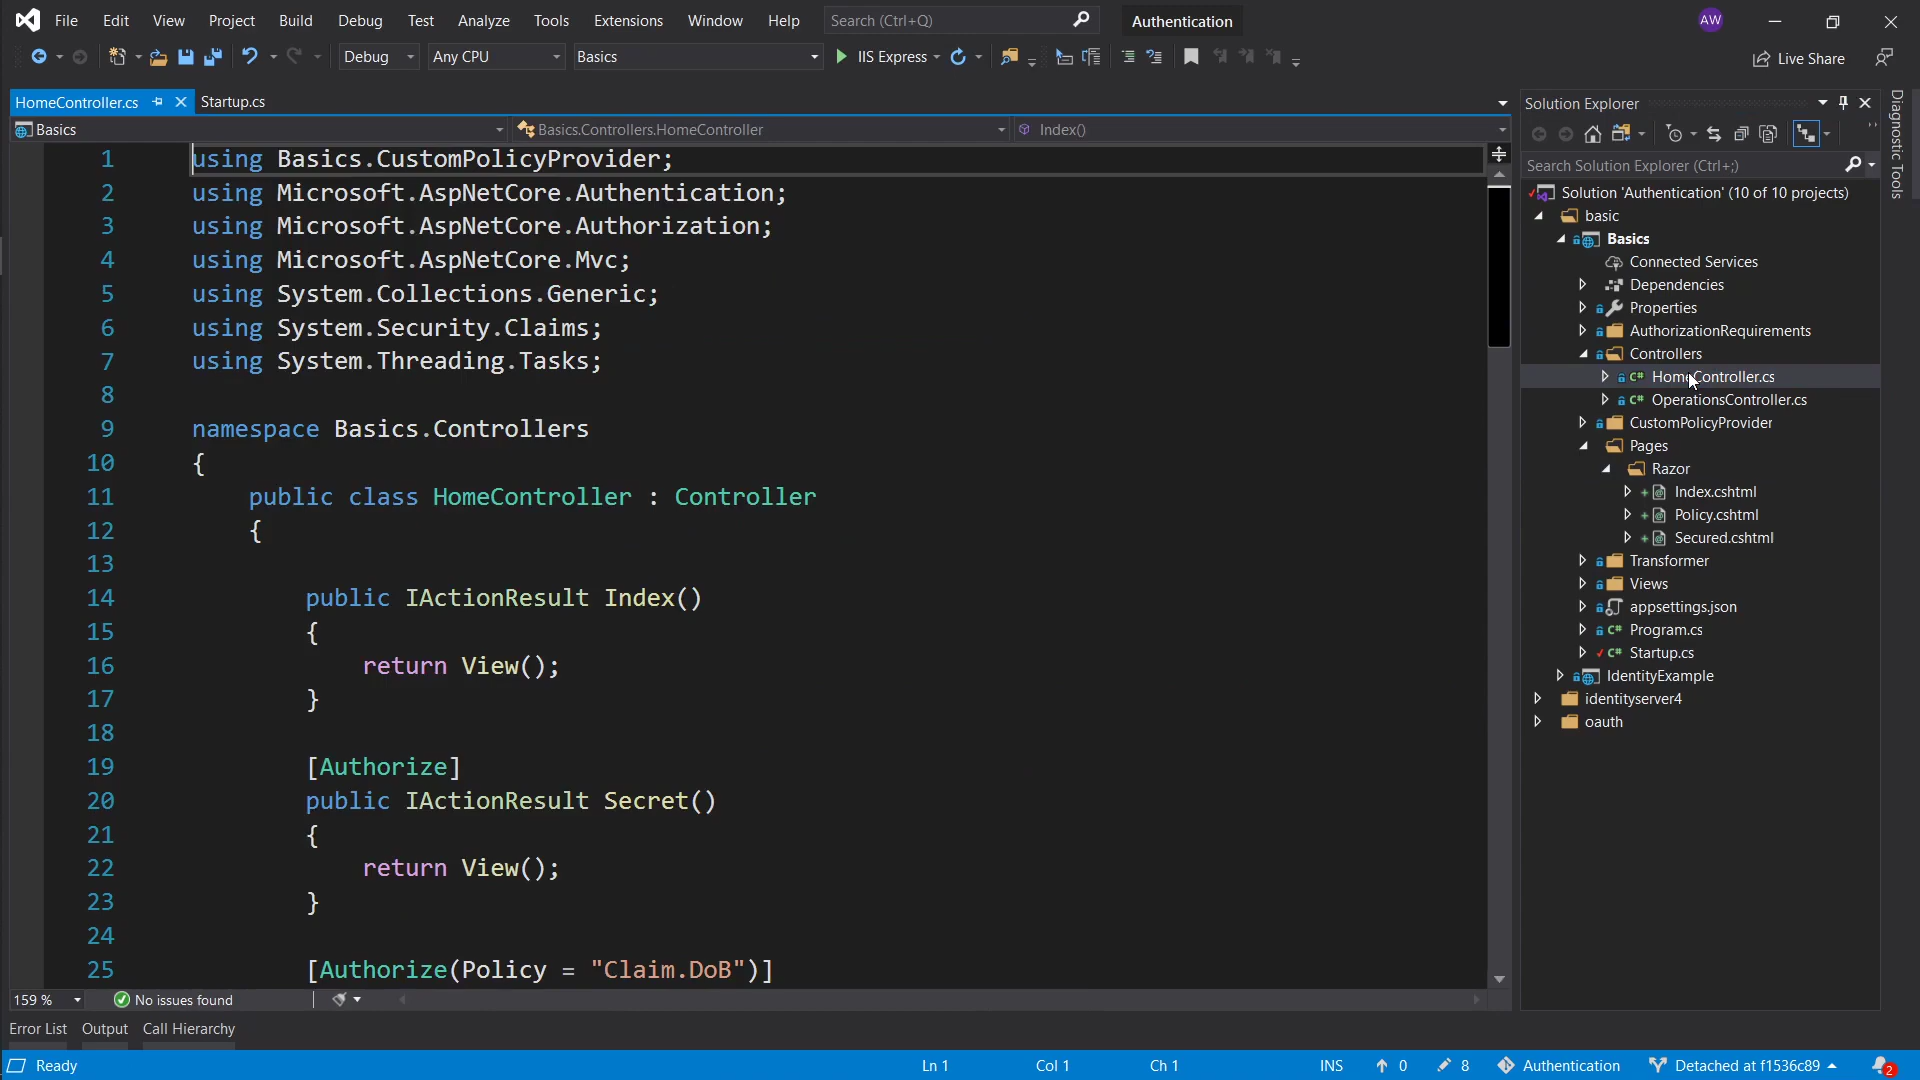 File Edit View Project Build Debug Test Analyze Tools Extensions Window Help Search (Ctrl+Q) Authentication AW
Debug Any CPU Basics IIS Express Live Share
HomeController.cs Startup.cs
Basics Basics.Controllers.HomeController Index()
1 using Basics.CustomPolicyProvider;
2 using Microsoft.AspNetCore.Authentication;
3 using Microsoft.AspNetCore.Authorization;
4 using Microsoft.AspNetCore.Mvc;
5 using System.Collections.Generic;
6 using System.Security.Claims;
7 using System.Threading.Tasks;
8
9 namespace Basics.Controllers
10 {
11 public class HomeController : Controller
12 {
13
14 public IActionResult Index()
15 {
16 return View();
17 }
18
19 [Authorize]
20 public IActionResult Secret()
21 {
22 return View();
23 }
24
25 [Authorize(Policy = "Claim.DoB")]
159 % No issues found
Solution Explorer
Search Solution Explorer (Ctrl+;)
Solution 'Authentication' (10 of 10 projects)
basic
Basics
Connected Services
Dependencies
Properties
AuthorizationRequirements
Controllers
C# HomeController.cs
C# OperationsController.cs
CustomPolicyProvider
Pages
Razor
Index.cshtml
Policy.cshtml
Secured.cshtml
Transformer
Views
appsettings.json
C# Program.cs
C# Startup.cs
IdentityExample
identityserver4
oauth
Diagnostic Tools
Error List Output Call Hierarchy
Ready Ln 1 Col 1 Ch 1 INS 0 8 Authentication Detached at f1536c89 2